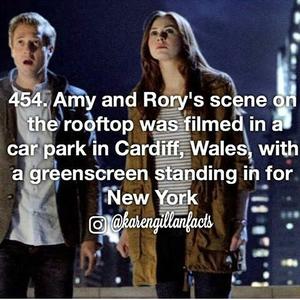 454. Amy and Rory's scene on
the rooftop was filmed in a
car park in Cardiff, Wales, with
a greenscreen standing in for
New York
@karengillanfacts